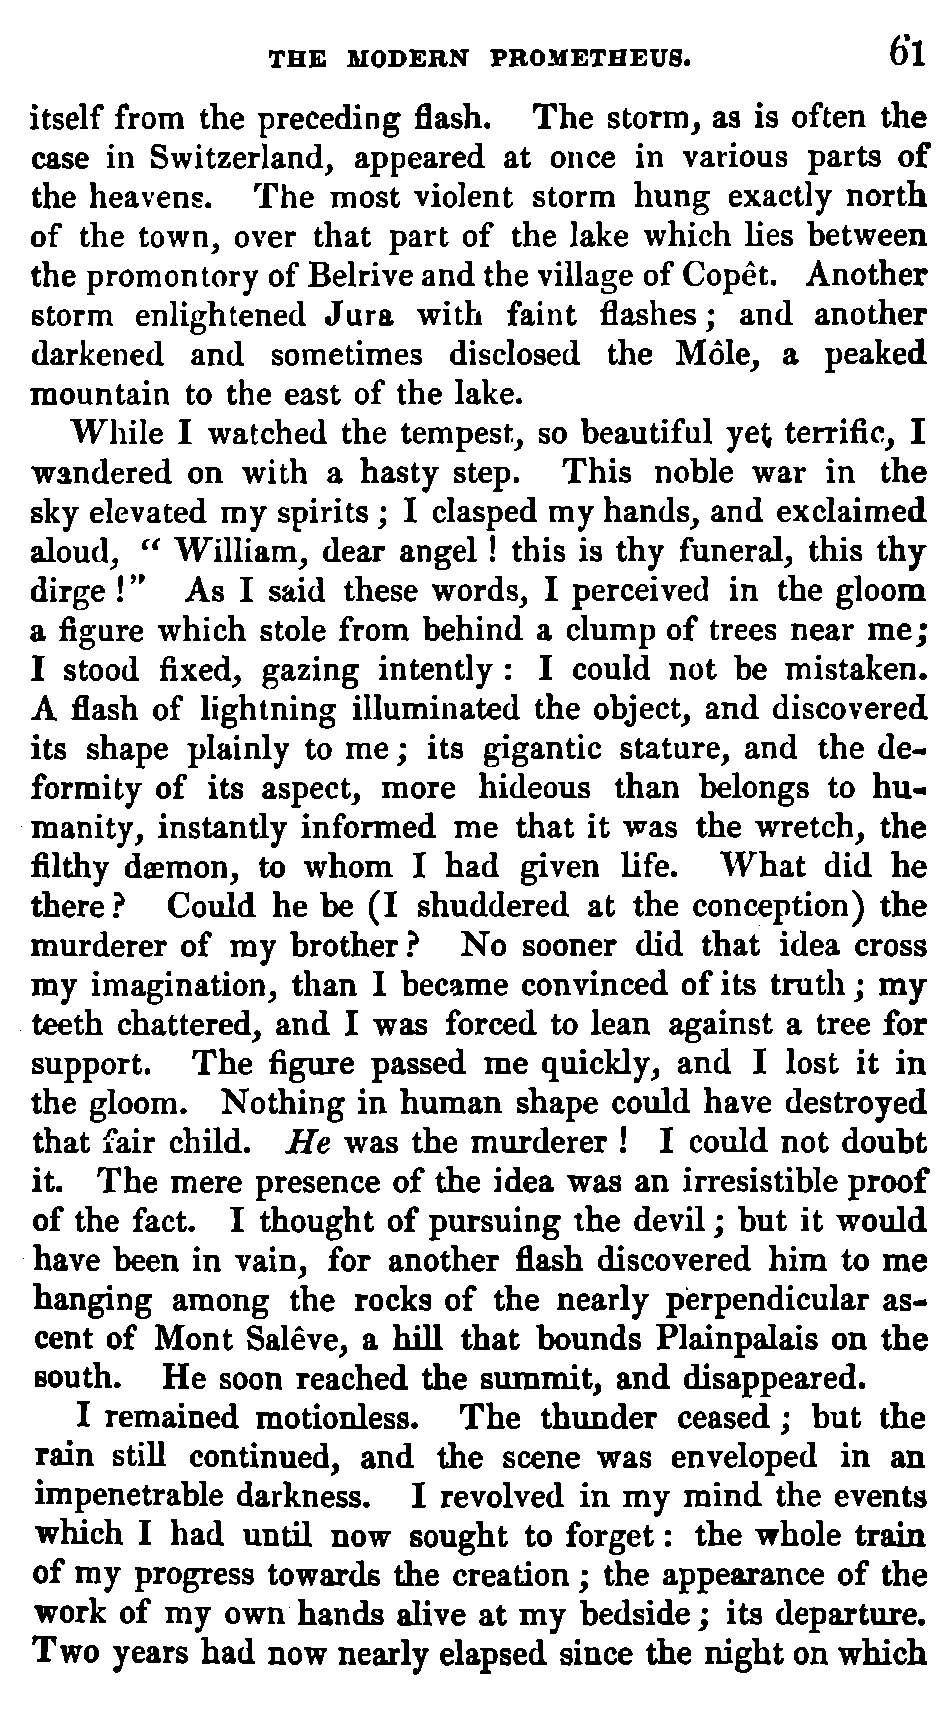 THE MODERN PROMETHEUS. 61
itself from the preceding flash. The storm, as is often the
case in Switzerland, appeared at once in various parts of
the heavens. The most violent storm hung exactly north
of the town, over that part of the lake which lies between
the promontory of Belrive and the village of Copêt. Another
storm enlightened Jura with faint flashes ; and another
darkened and sometimes disclosed the Môle, a peaked
mountain to the east of the lake.
While I watched the tempest, so beautiful yet terrific, I
wandered on with a hasty step. This noble war in the
sky elevated my spirits ; I clasped my hands, and exclaimed
aloud, “ William, dear angel ! this is thy funeral, this thy
dirge !” As I said these words, I perceived in the gloom
a figure which stole from behind a clump of trees near me;
I stood fixed, gazing intently : I could not be mistaken.
A flash of lightning illuminated the object, and discovered
its shape plainly to me ; its gigantic stature, and the de-
formity of its aspect, more hideous than belongs to hu-
manity, instantly informed me that it was the wretch, the
filthy dæmon, to whom I had given life. What did he
there ? Could he be (I shuddered at the conception) the
murderer of my brother ? No sooner did that idea cross
my imagination, than I became convinced of its truth ; my
teeth chattered, and I was forced to lean against a tree for
support. The figure passed me quickly, and I lost it in
the gloom. Nothing in human shape could have destroyed
that fair child. He was the murderer ! I could not doubt
it. The mere presence of the idea was an irresistible proof
of the fact. I thought of pursuing the devil ; but it would
have been in vain, for another flash discovered him to me
hanging among the rocks of the nearly perpendicular as-
cent of Mont Salêve, a hill that bounds Plainpalais on the
south. He soon reached the summit, and disappeared.
I remained motionless. The thunder ceased ; but the
rain still continued, and the scene was enveloped in an
impenetrable darkness. I revolved in my mind the events
which I had until now sought to forget : the whole train
of my progress towards the creation ; the appearance of the
work of my own hands alive at my bedside ; its departure.
Two years had now nearly elapsed since the night on which